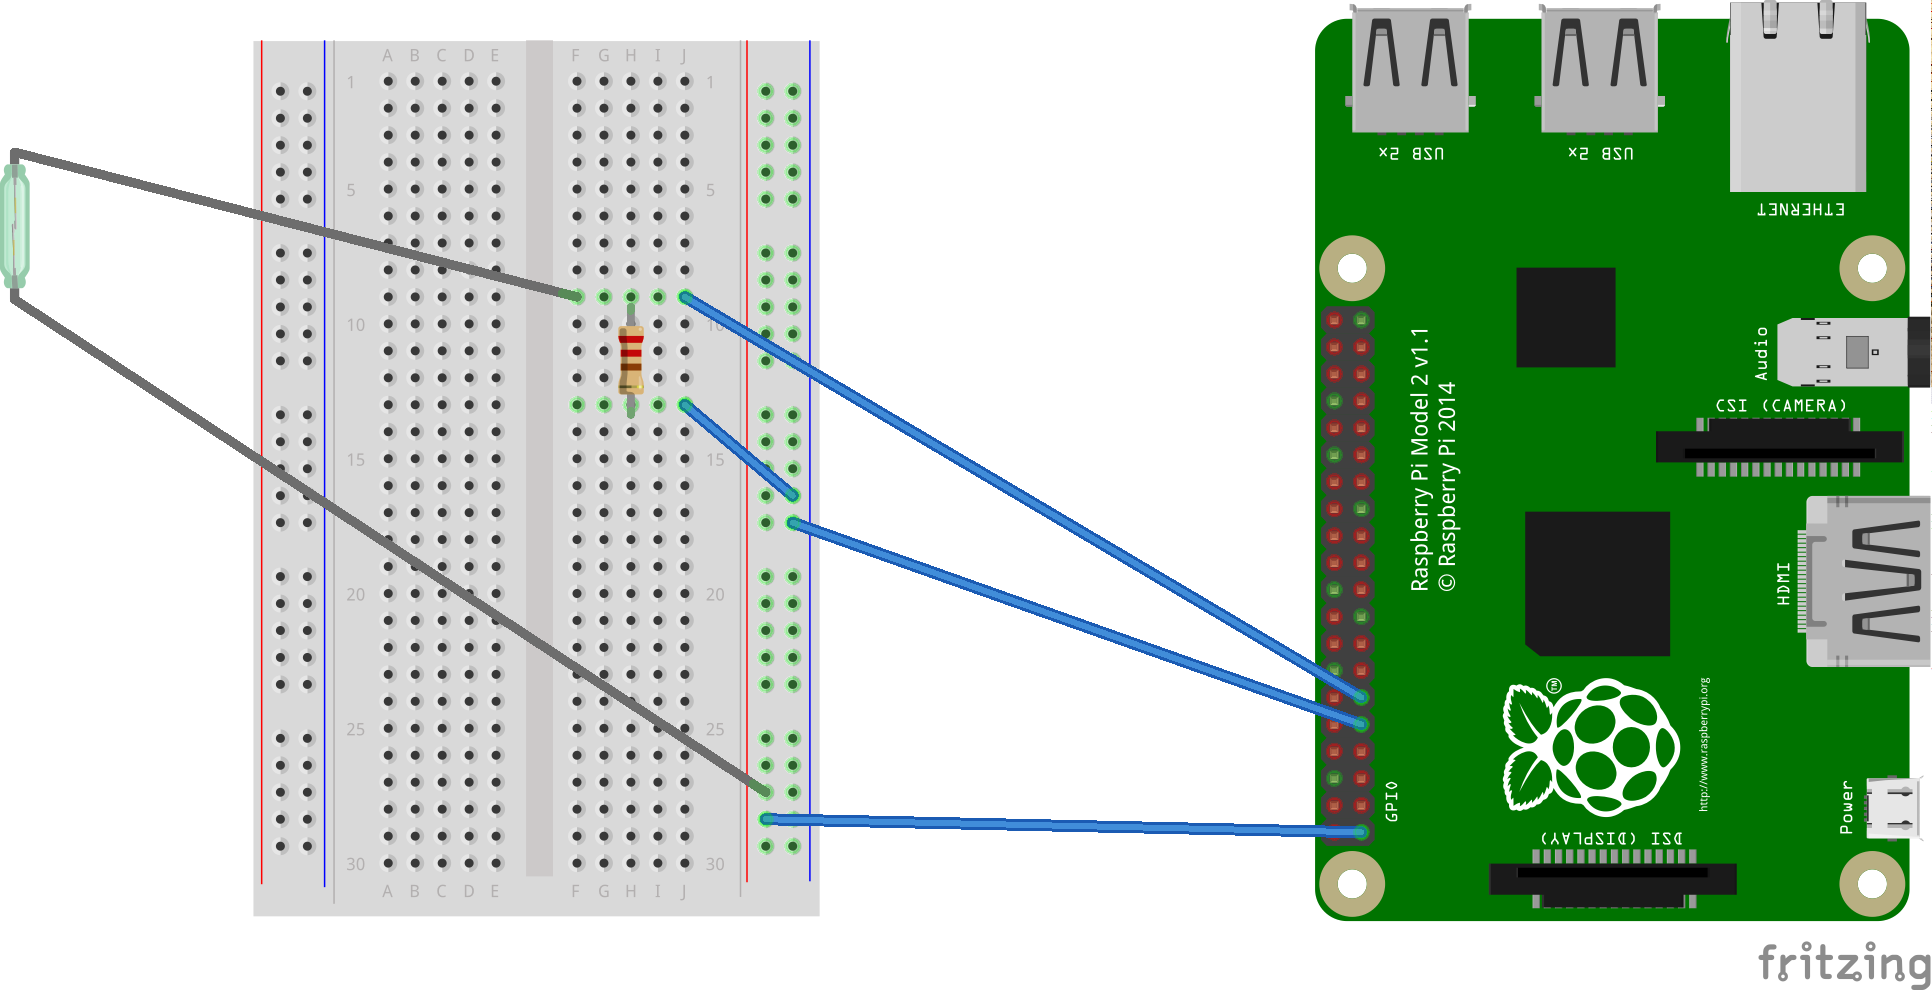 A B C D E F G H I J
1 1
5 5
10 10
15 15
20 20
25 25
30 30
A B C D E F G H I J
USB 2x
USB 2x
ETHERNET
Raspberry Pi Model 2 v1.1
© Raspberry Pi 2014
Audio
CSI (CAMERA)
HDMI
TM
http://www.raspberrypi.org
GPIO
Power
DSI (DISPLAY)
fritzing